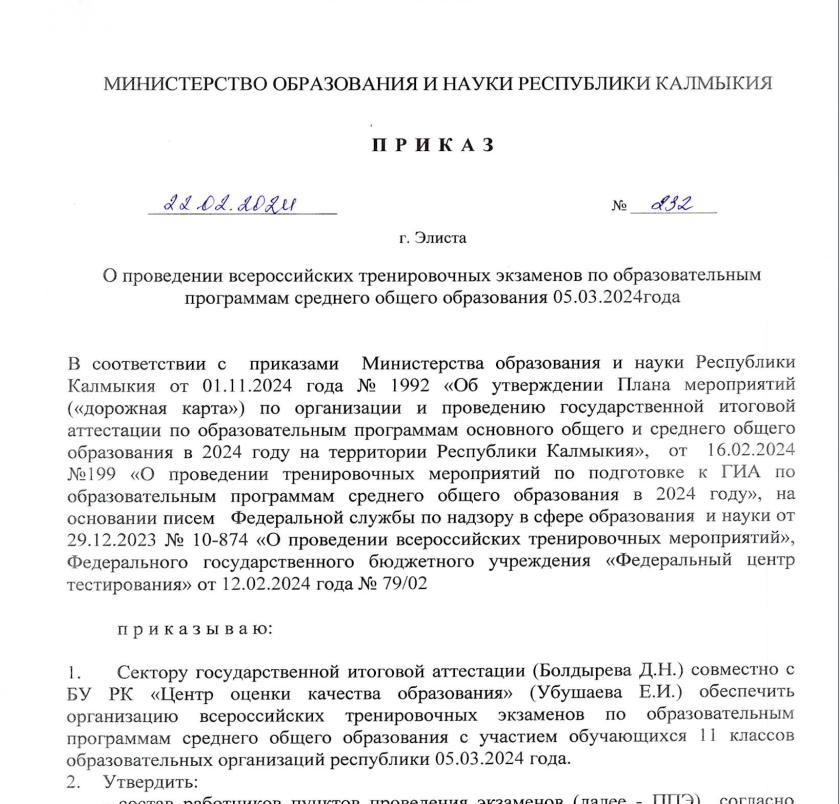 МИНИСТЕРСТВО ОБРАЗОВАНИЯ И НАУКИ РЕСПУБЛИКИ КАЛМЫКИЯ
П Р И К А З
22.02.2024 № 232
г. Элиста
О проведении всероссийских тренировочных экзаменов по образовательным
программам среднего общего образования 05.03.2024года
В соответствии с приказами Министерства образования и науки Республики
Калмыкия от 01.11.2024 года № 1992 «Об утверждении Плана мероприятий
(«дорожная карта») по организации и проведению государственной итоговой
аттестации по образовательным программам основного общего и среднего общего
образования в 2024 году на территории Республики Калмыкия», от 16.02.2024
№199 «О проведении тренировочных мероприятий по подготовке к ГИА по
образовательным программам среднего общего образования в 2024 году», на
основании писем Федеральной службы по надзору в сфере образования и науки от
29.12.2023 № 10-874 «О проведении всероссийских тренировочных мероприятий»,
Федерального государственного бюджетного учреждения «Федеральный центр
тестирования» от 12.02.2024 года № 79/02
п р и к а з ы в а ю:
1. Сектору государственной итоговой аттестации (Болдырева Д.Н.) совместно с
БУ РК «Центр оценки качества образования» (Убушаева Е.И.) обеспечить
организацию всероссийских тренировочных экзаменов по образовательным
программам среднего общего образования с участием обучающихся 11 классов
образовательных организаций республики 05.03.2024 года.
2. Утвердить:
- состав работников пунктов проведения экзаменов (далее - ППЭ) согласно